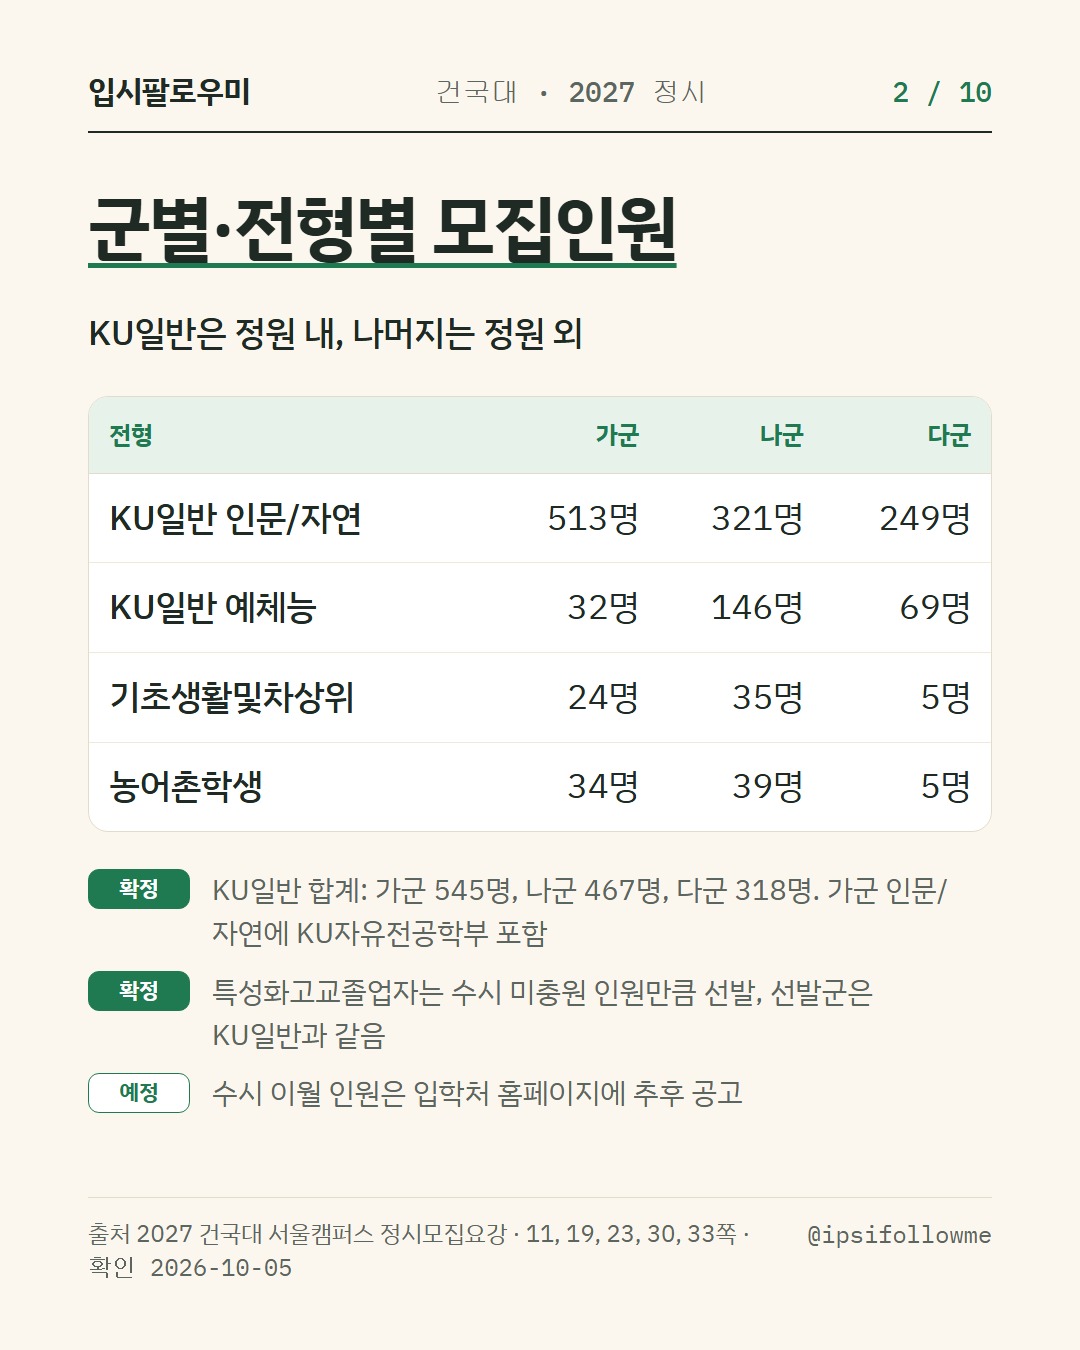 입시팔로우미
건국대 · 2027 정시
2 / 10
군별·전형별 모집인원
KU일반은 정원 내, 나머지는 정원 외
전형 가군 나군 다군
KU일반 인문/자연 513명 321명 249명
KU일반 예체능 32명 146명 69명
기초생활및차상위 24명 35명 5명
농어촌학생 34명 39명 5명
확정 KU일반 합계: 가군 545명, 나군 467명, 다군 318명. 가군 인문/
자연에 KU자유전공학부 포함
확정 특성화고교졸업자는 수시 미충원 인원만큼 선발, 선발군은
KU일반과 같음
예정 수시 이월 인원은 입학처 홈페이지에 추후 공고
출처 2027 건국대 서울캠퍼스 정시모집요강 · 11, 19, 23, 30, 33쪽 ·
확인 2026-10-05
@ipsifollowme